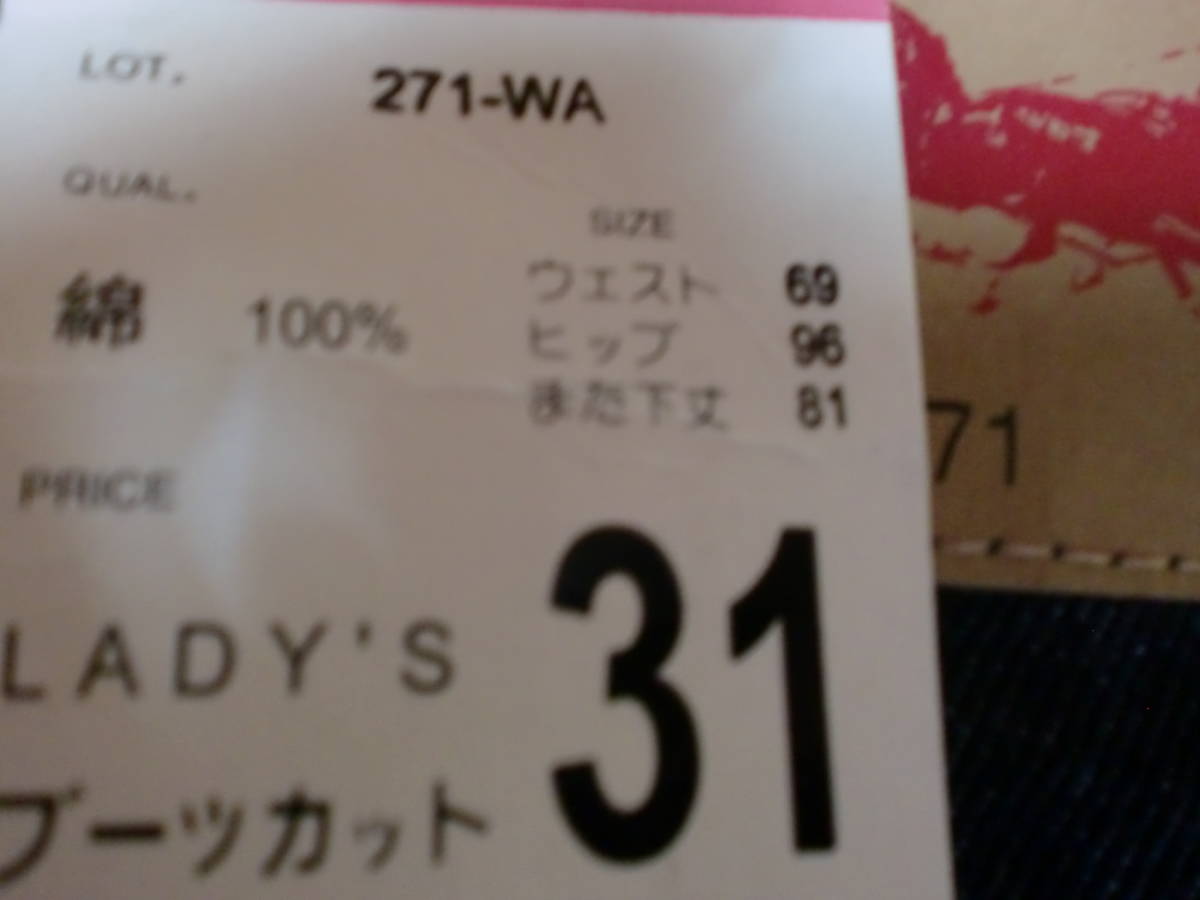 LOT.
271-WA
QUAL.
SIZE
綿 100%
ウエスト 69
ヒップ 96
また下丈 81
PRICE
LADY'S
ブーツカット
31
71